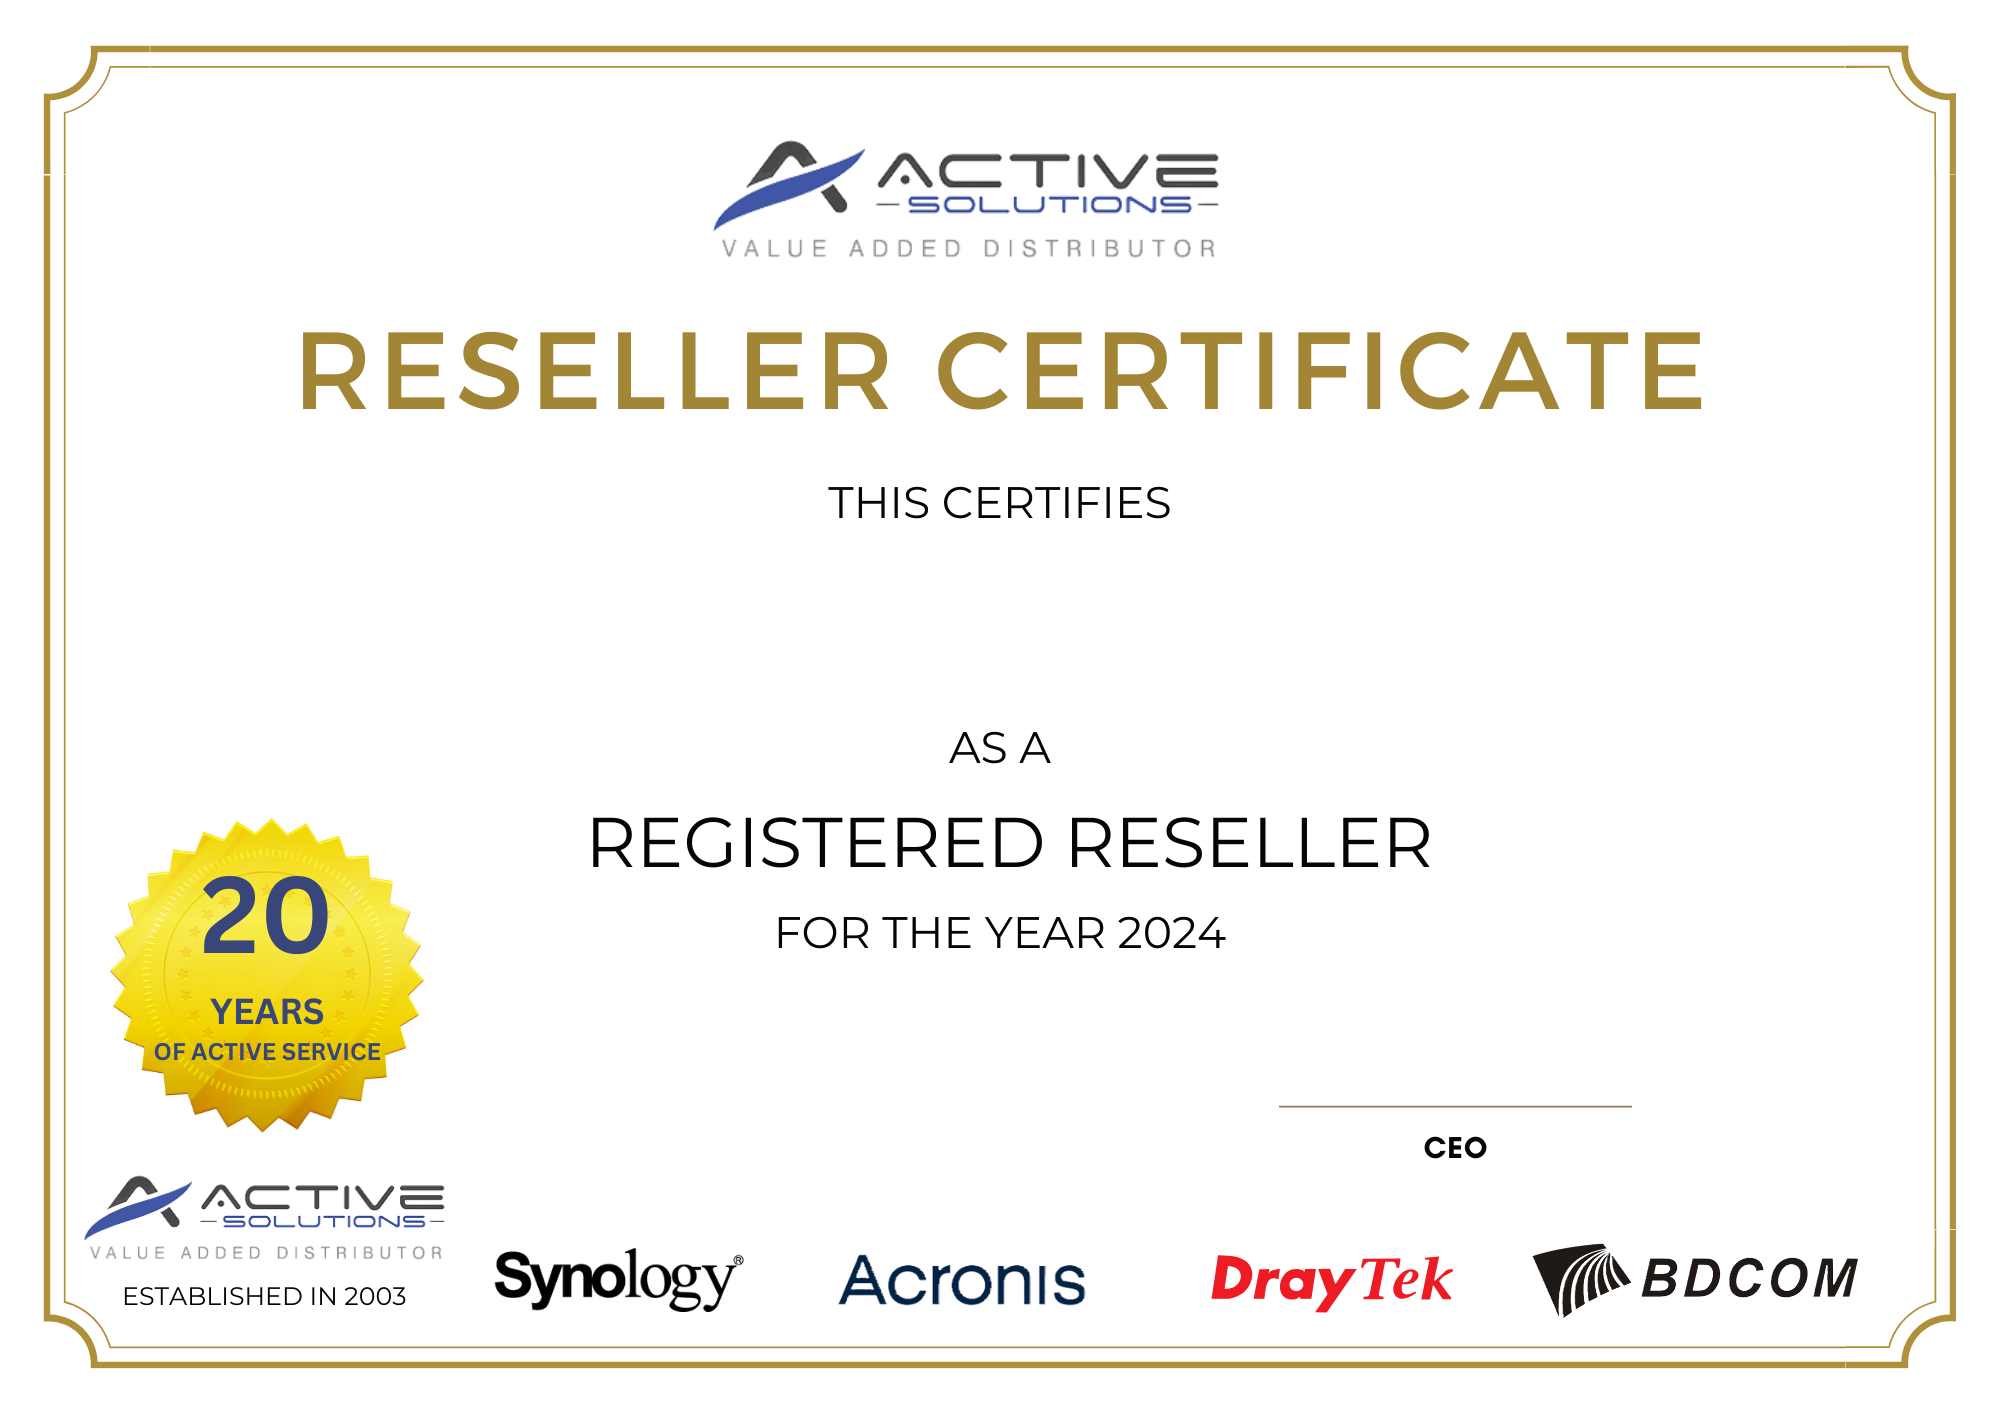 ACTIVE
SOLUTIONS
VALUE ADDED DISTRIBUTOR
RESELLER CERTIFICATE
THIS CERTIFIES
AS A
REGISTERED RESELLER
FOR THE YEAR 2024
20
YEARS
OF ACTIVE SERVICE
CEO
ACTIVE
SOLUTIONS
VALUE ADDED DISTRIBUTOR
ESTABLISHED IN 2003
Synology®
Acronis
DrayTek
BDCOM